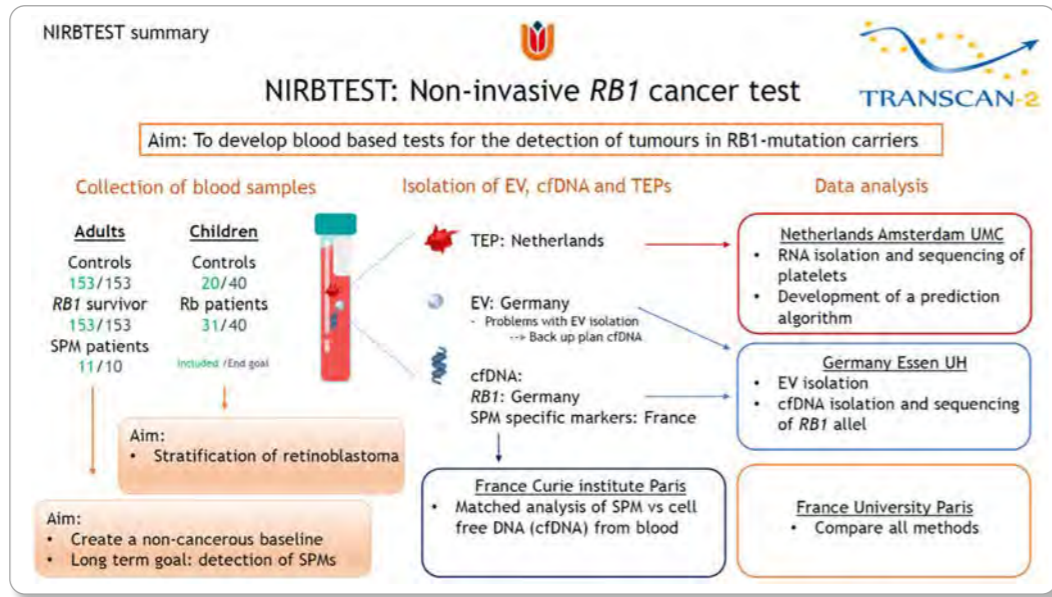 NIRBTEST summary
TRANSCAN-2
NIRBTEST: Non-invasive RB1 cancer test
Aim: To develop blood based tests for the detection of tumours in RB1-mutation carriers
Collection of blood samples
Adults
Controls
153/153
RB1 survivor
153/153
SPM patients
11/10
Children
Controls
20/40
Rb patients
31/40
Included /End goal
Aim:
• Stratification of retinoblastoma
Aim:
• Create a non-cancerous baseline
• Long term goal: detection of SPMs
Isolation of EV, cfDNA and TEPs
TEP: Netherlands
EV: Germany
- Problems with EV isolation
--> Back up plan cfDNA
cfDNA:
RB1: Germany
SPM specific markers: France
France Curie institute Paris
• Matched analysis of SPM vs cell
free DNA (cfDNA) from blood
Data analysis
Netherlands Amsterdam UMC
• RNA isolation and sequencing of
platelets
• Development of a prediction
algorithm
Germany Essen UH
• EV isolation
• cfDNA isolation and sequencing
of RB1 allel
France University Paris
• Compare all methods